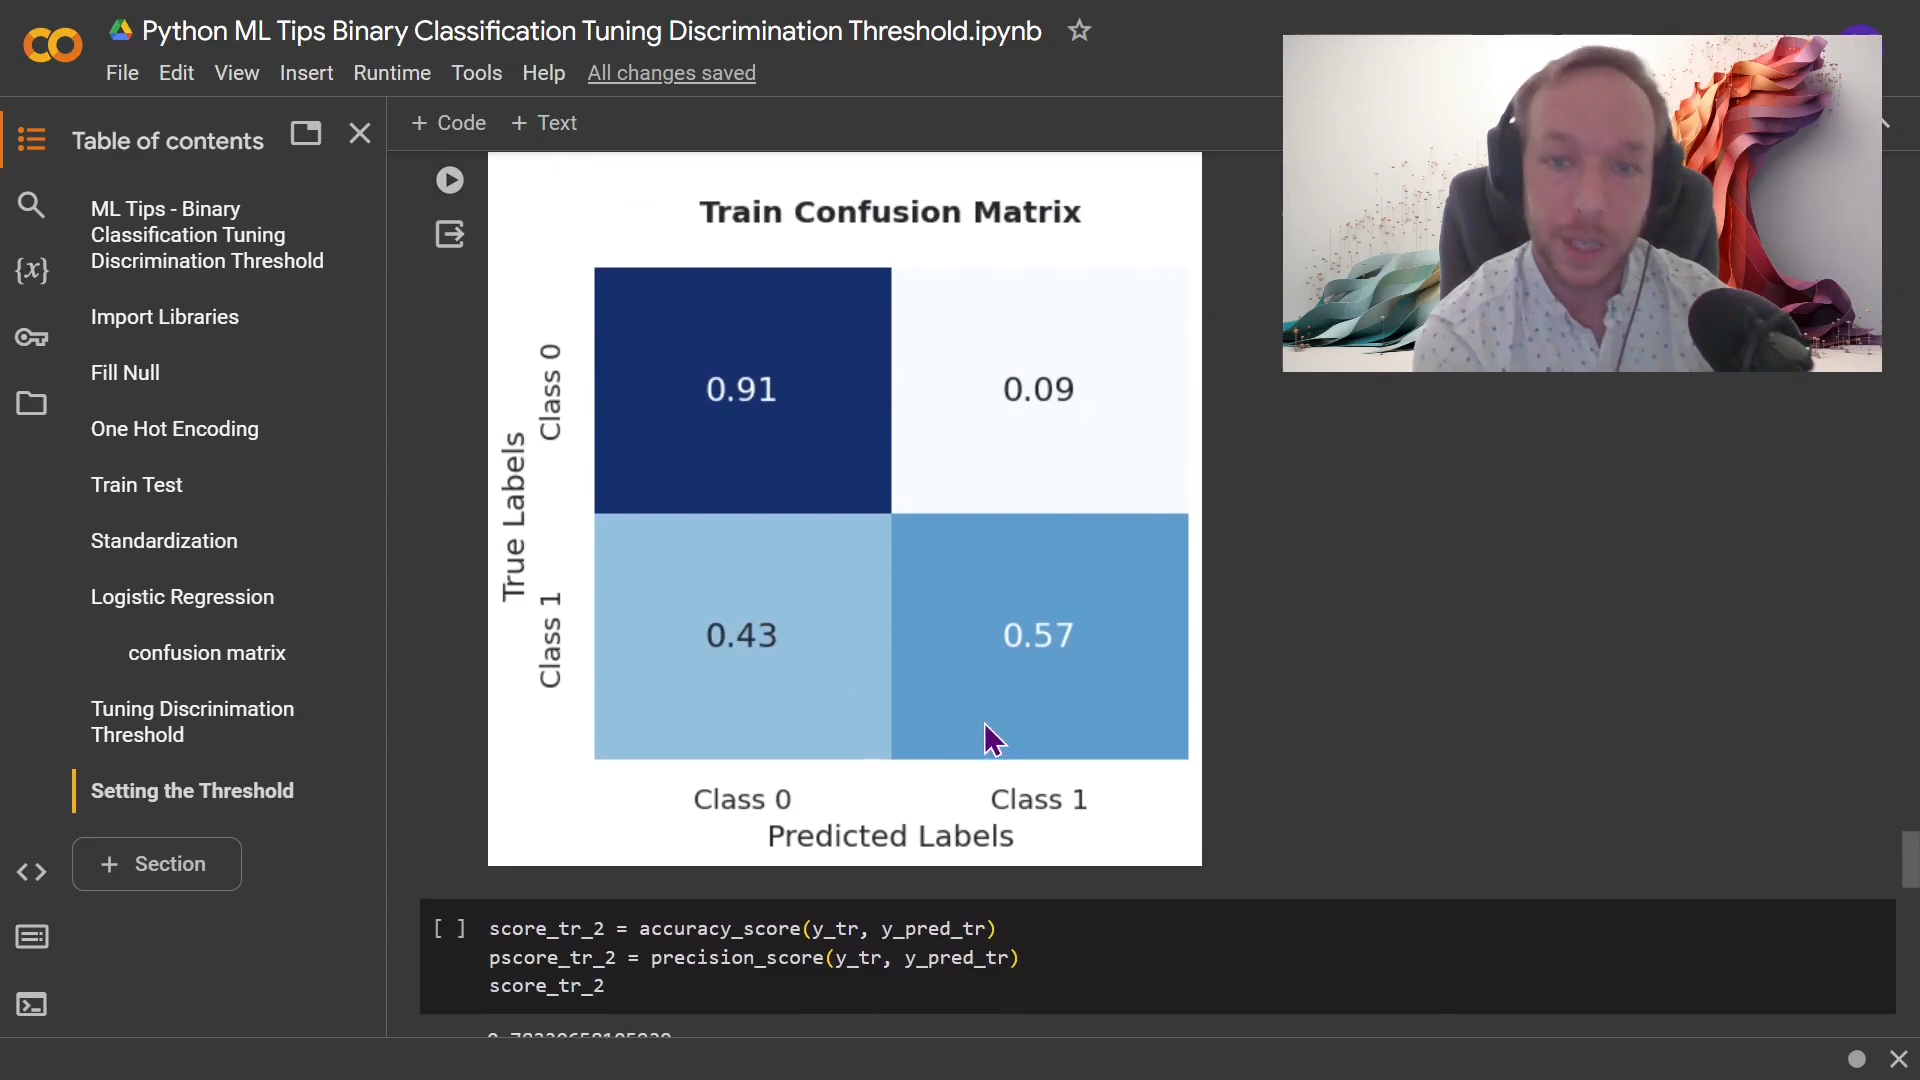 Python ML Tips Binary Classification Tuning Discrimination Threshold.ipynb
File Edit View Insert Runtime Tools Help All changes saved
Table of contents
+ Code + Text
ML Tips - Binary
Classification Tuning
Discrimination Threshold
Import Libraries
Fill Null
One Hot Encoding
Train Test
Standardization
Logistic Regression
confusion matrix
Tuning Discrinimation
Threshold
Setting the Threshold
+ Section
Train Confusion Matrix
True Labels
Class 0
0.91 0.09
Class 1
0.43 0.57
Class 0 Class 1
Predicted Labels
[ ] score_tr_2 = accuracy_score(y_tr, y_pred_tr)
pscore_tr_2 = precision_score(y_tr, y_pred_tr)
score_tr_2